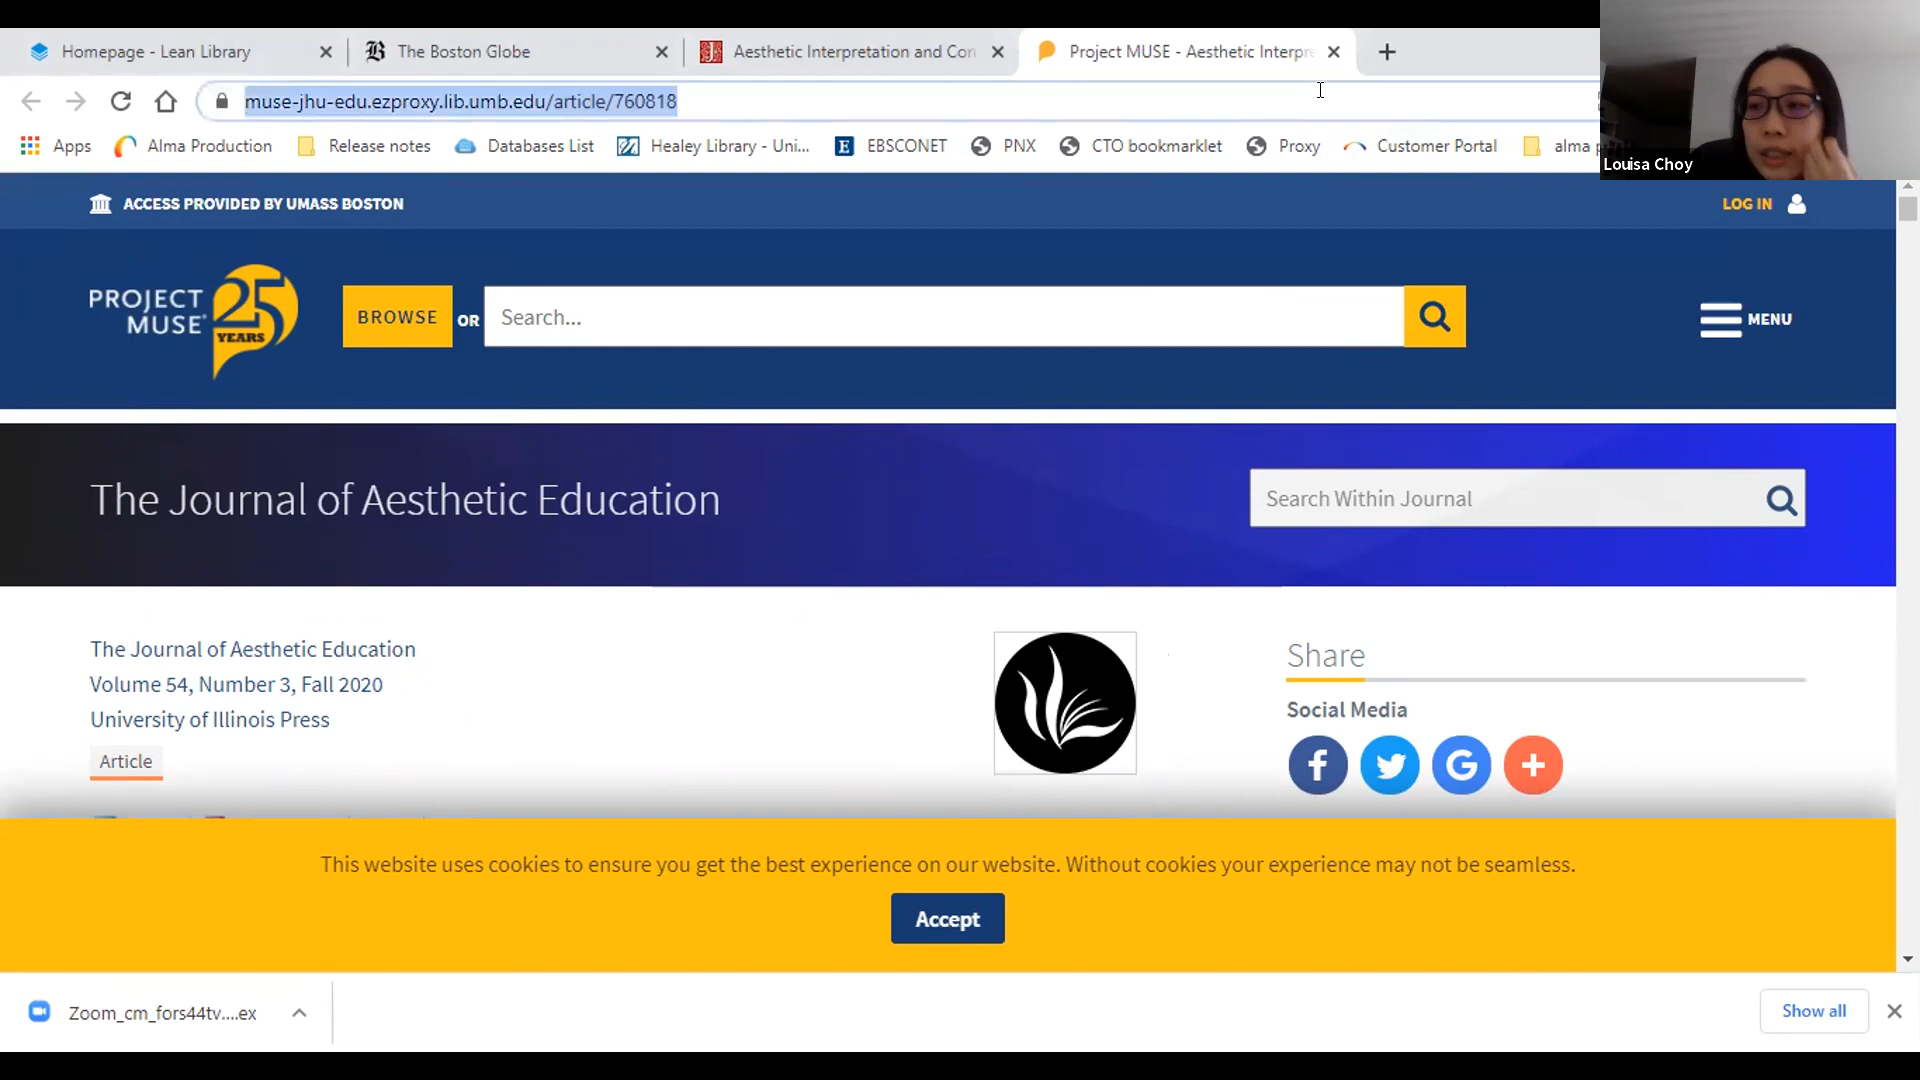 Homepage - Lean Library
The Boston Globe
Aesthetic Interpretation and Con
Project MUSE - Aesthetic Interpre
muse-jhu-edu.ezproxy.lib.umb.edu/article/760818
Apps
Alma Production
Release notes
Databases List
Healey Library - Uni...
EBSCONET
PNX
CTO bookmarklet
Proxy
Customer Portal
alma p
Louisa Choy
ACCESS PROVIDED BY UMASS BOSTON
LOG IN
PROJECT
MUSE
25
YEARS
BROWSE
OR
Search...
MENU
The Journal of Aesthetic Education
Search Within Journal
The Journal of Aesthetic Education
Volume 54, Number 3, Fall 2020
University of Illinois Press
Article
Share
Social Media
This website uses cookies to ensure you get the best experience on our website. Without cookies your experience may not be seamless.
Accept
Zoom_cm_fors44tv....ex
Show all